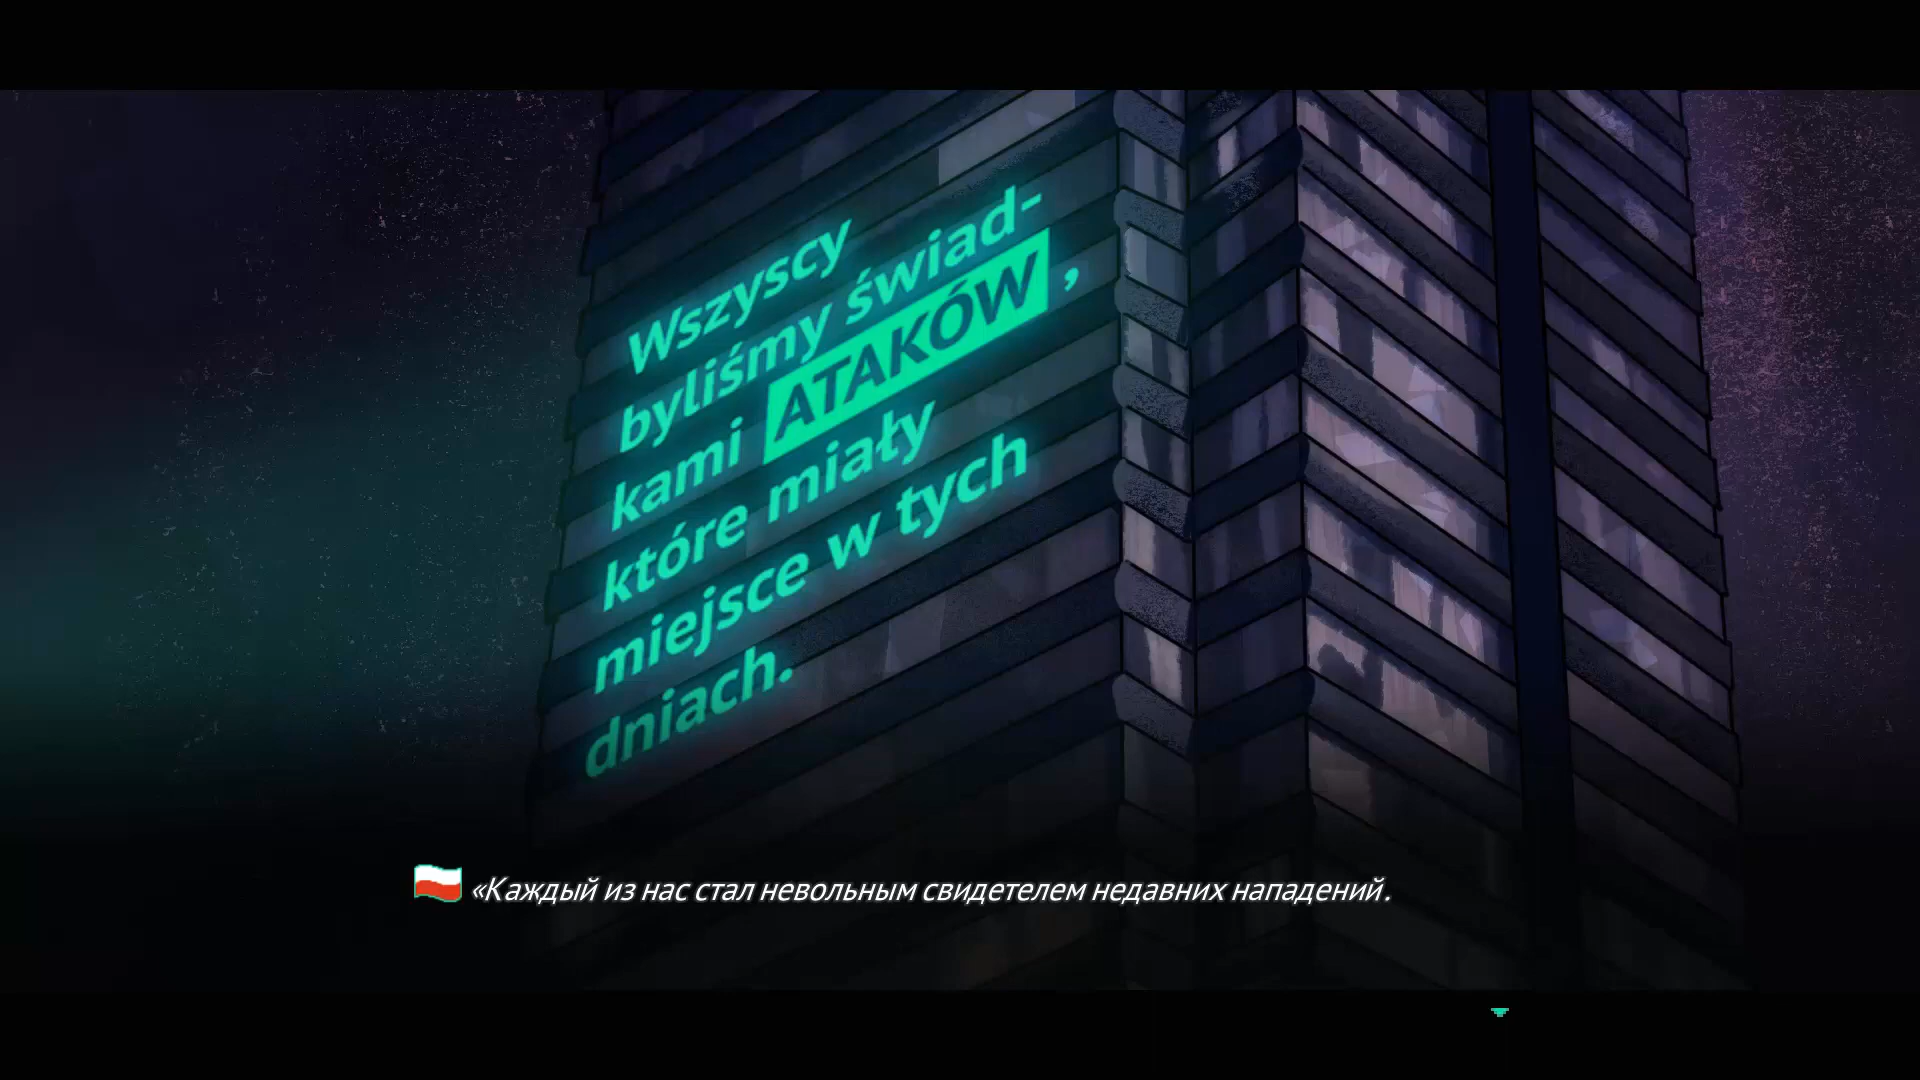 Wszyscy
byliśmy świad-
kami ATAKÓW ,
które miały
miejsce w tych
dniach.
«Каждый из нас стал невольным свидетелем недавних нападений.